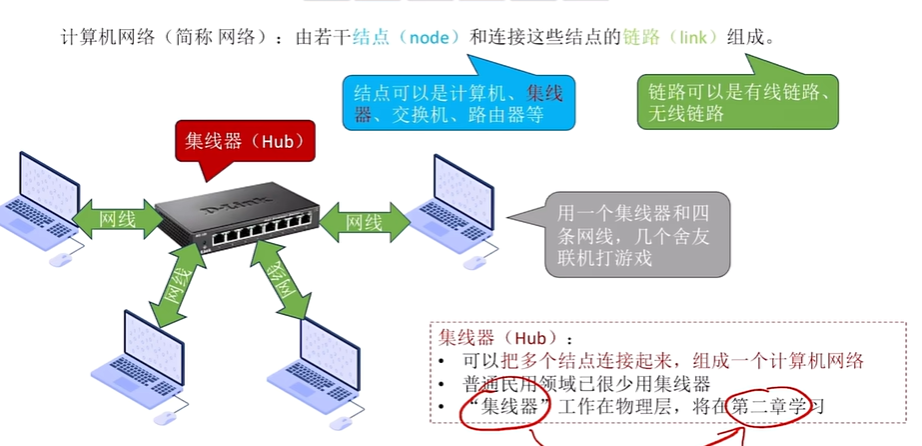 计算机网络（简称 网络）：由若干结点（node）和连接这些结点的链路（link）组成。
结点可以是计算机、集线
器、交换机、路由器等
链路可以是有线链路、
无线链路
集线器（Hub）
D-Link
网线
网线
网线
网线
用一个集线器和四
条网线，几个舍友
联机打游戏
集线器（Hub）：
• 可以把多个结点连接起来，组成一个计算机网络
• 普通民用领域已很少用集线器
• “集线器”工作在物理层，将在第二章学习